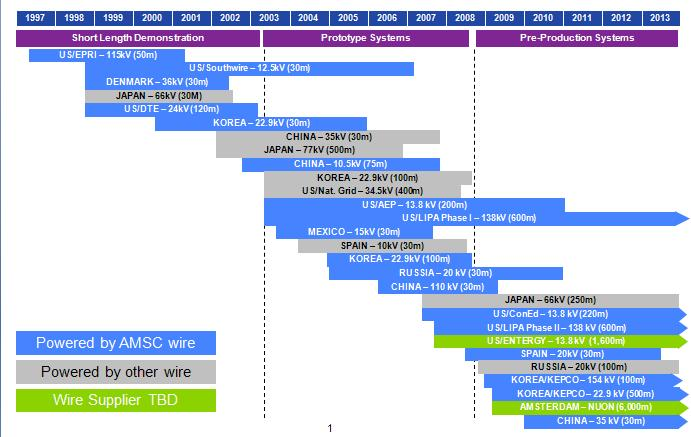 1997 1998 1999 2000 2001 2002 2003 2004 2005 2006 2007 2008 2009 2010 2011 2012 2013
Short Length Demonstration Prototype Systems Pre-Production Systems
US/EPRI – 115kV (50m)
US/Southwire – 12.5kV (30m)
DENMARK – 36kV (30m)
JAPAN – 66kV (30M)
US/DTE – 24kV (120m)
KOREA – 22.9kV (30m)
CHINA – 35kV (30m)
JAPAN – 77kV (500m)
CHINA – 10.5kV (75m)
KOREA – 22.9kV (100m)
US/Nat. Grid – 34.5kV (400m)
US/AEP – 13.8 kV (200m)
US/LIPA Phase I – 138kV (600m)
MEXICO – 15kV (30m)
SPAIN – 10kV (30m)
KOREA – 22.9kV (100m)
RUSSIA – 20 kV (30m)
CHINA – 110 kV (30m)
JAPAN – 66kV (250m)
US/ConEd – 13.8 kV (220m)
US/LIPA Phase II – 138 kV (600m)
US/ENTERGY – 13.8kV (1,600m)
SPAIN – 20kV (30m)
RUSSIA – 20kV (100m)
KOREA/KEPCO – 154 kV (100m)
KOREA/KEPCO – 22.9 kV (500m)
AMSTERDAM – NUON (6,000m)
CHINA – 35 kV (30m)
Powered by AMSC wire
Powered by other wire
Wire Supplier TBD
1